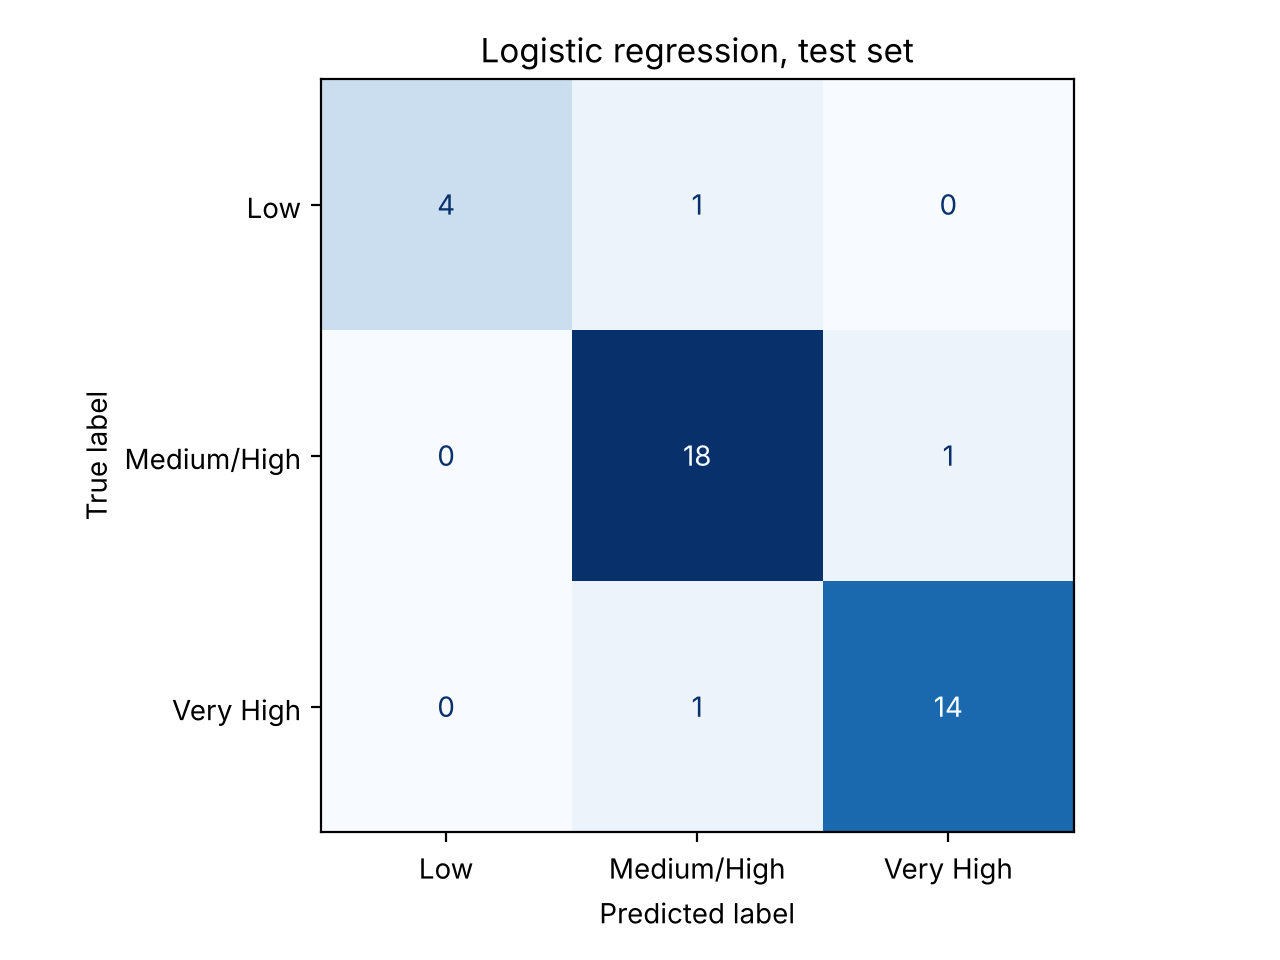 Logistic regression, test set
Low
4
1
0
Medium/High
0
18
1
Very High
0
1
14
True label
Low
Medium/High
Very High
Predicted label